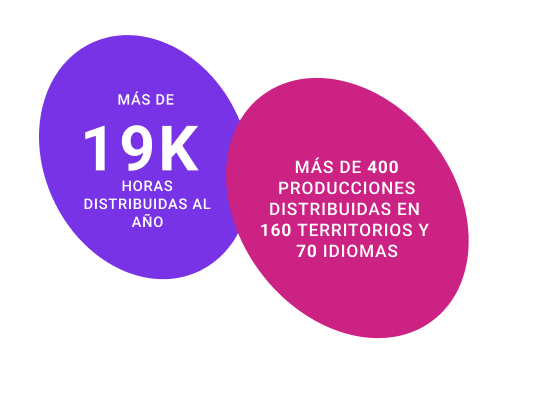 MÁS DE
19K
HORAS
DISTRIBUIDAS AL
AÑO
MÁS DE 400
PRODUCCIONES
DISTRIBUIDAS EN
160 TERRITORIOS Y
70 IDIOMAS